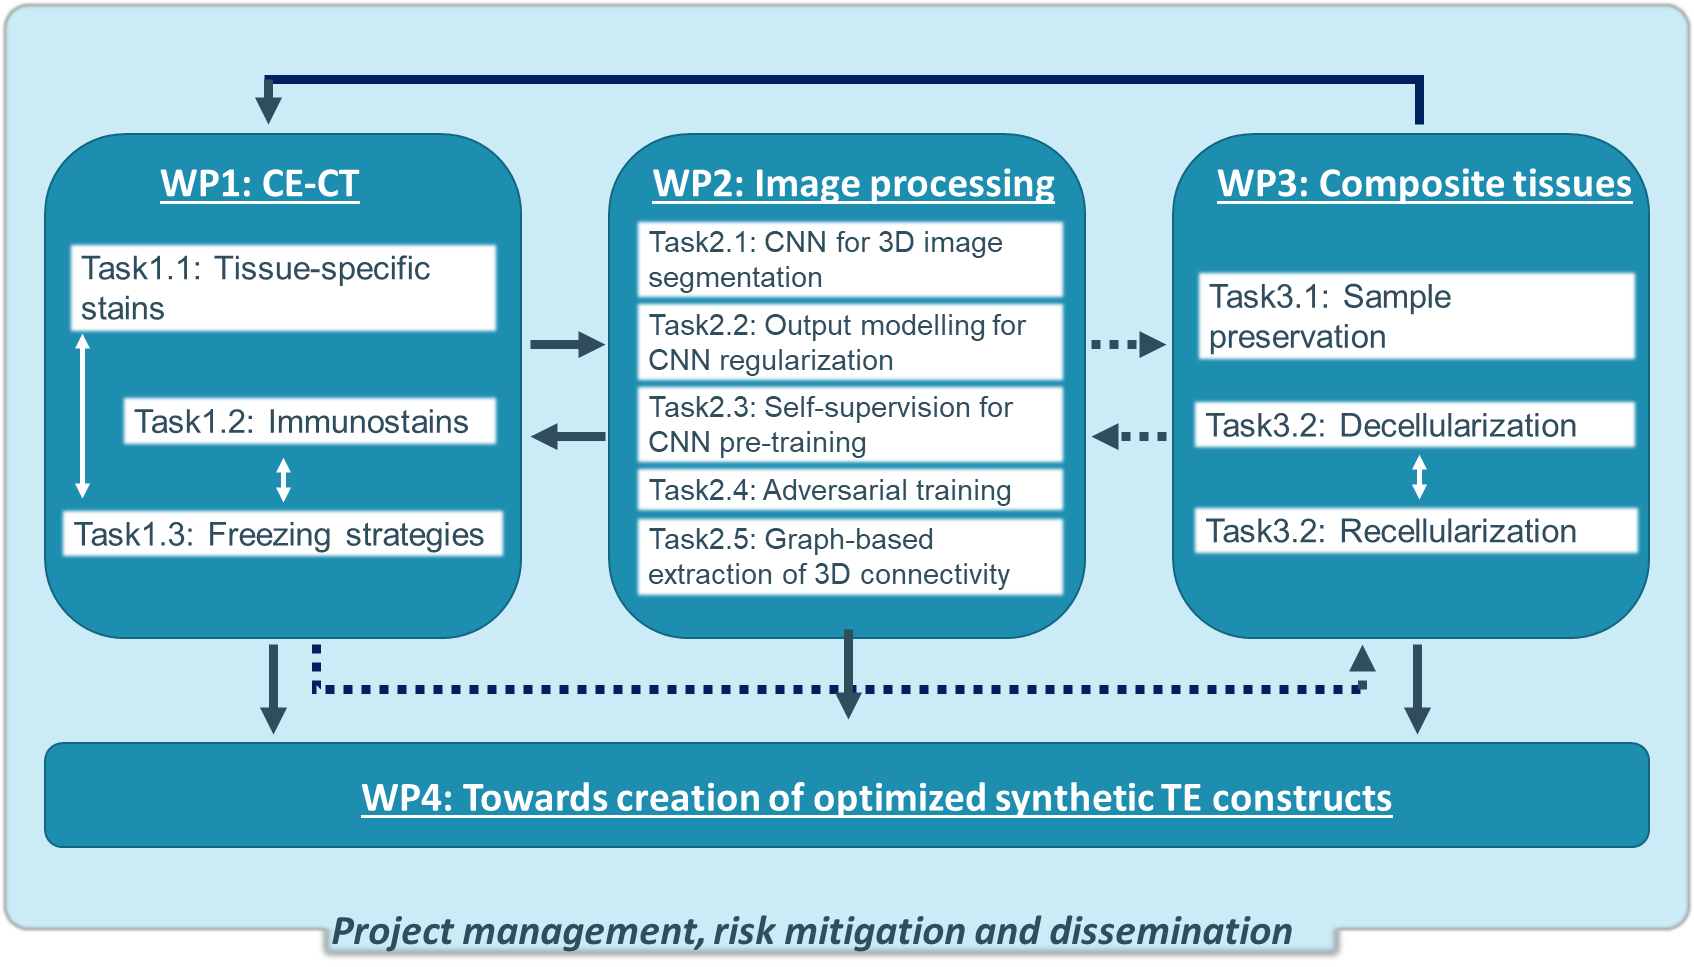 WP1: CE-CT
Task1.1: Tissue-specific
stains
Task1.2: Immunostains
Task1.3: Freezing strategies
WP2: Image processing
Task2.1: CNN for 3D image
segmentation
Task2.2: Output modelling for
CNN regularization
Task2.3: Self-supervision for
CNN pre-training
Task2.4: Adversarial training
Task2.5: Graph-based
extraction of 3D connectivity
WP3: Composite tissues
Task3.1: Sample
preservation
Task3.2: Decellularization
Task3.2: Recellularization
WP4: Towards creation of optimized synthetic TE constructs
Project management, risk mitigation and dissemination